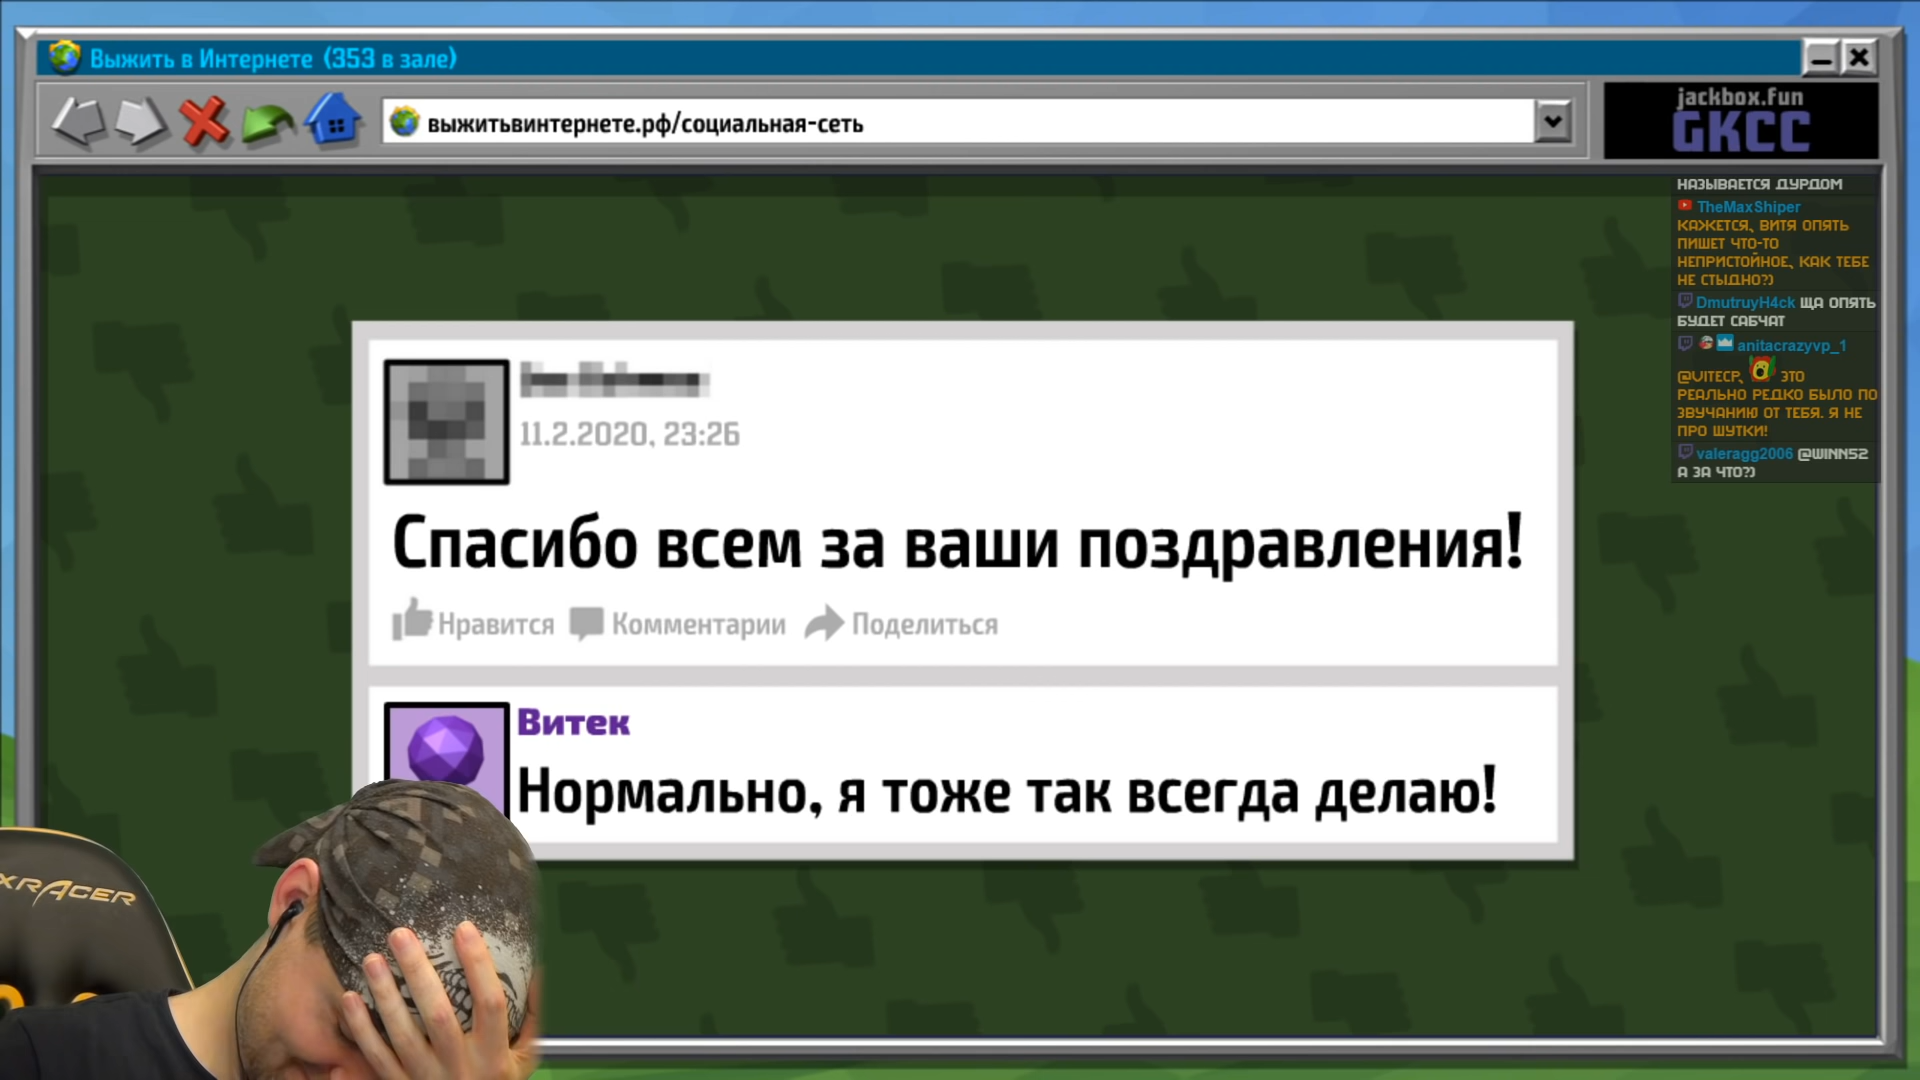 Выжить в Интернете (353 в зале)
выжитьвинтернете.рф/социальная-сеть
jackbox.fun
GKCC
НАЗЫВАЕТСЯ ДУРДОМ
TheMaxShiper
КАЖЕТСЯ, ВИТЯ ОПЯТЬ
ПИШЕТ ЧТО-ТО
НЕПРИСТОЙНОЕ, КАК ТЕБЕ
НЕ СТЫДНО?)
DmutruyH4ck ЩА ОПЯТЬ
БУДЕТ САБЧАТ
anitacrazyvp_1
@VITECP, ЭТО
РЕАЛЬНО РЕДКО БЫЛО ПО
ЗВУЧАНИЮ ОТ ТЕБЯ. Я НЕ
ПРО ШУТКИ!
valeragg2006 @WINN52
А ЗА ЧТО?)
11.2.2020, 23:26
Спасибо всем за ваши поздравления!
Нравится Комментарии Поделиться
Витек
Нормально, я тоже так всегда делаю!
XRACER